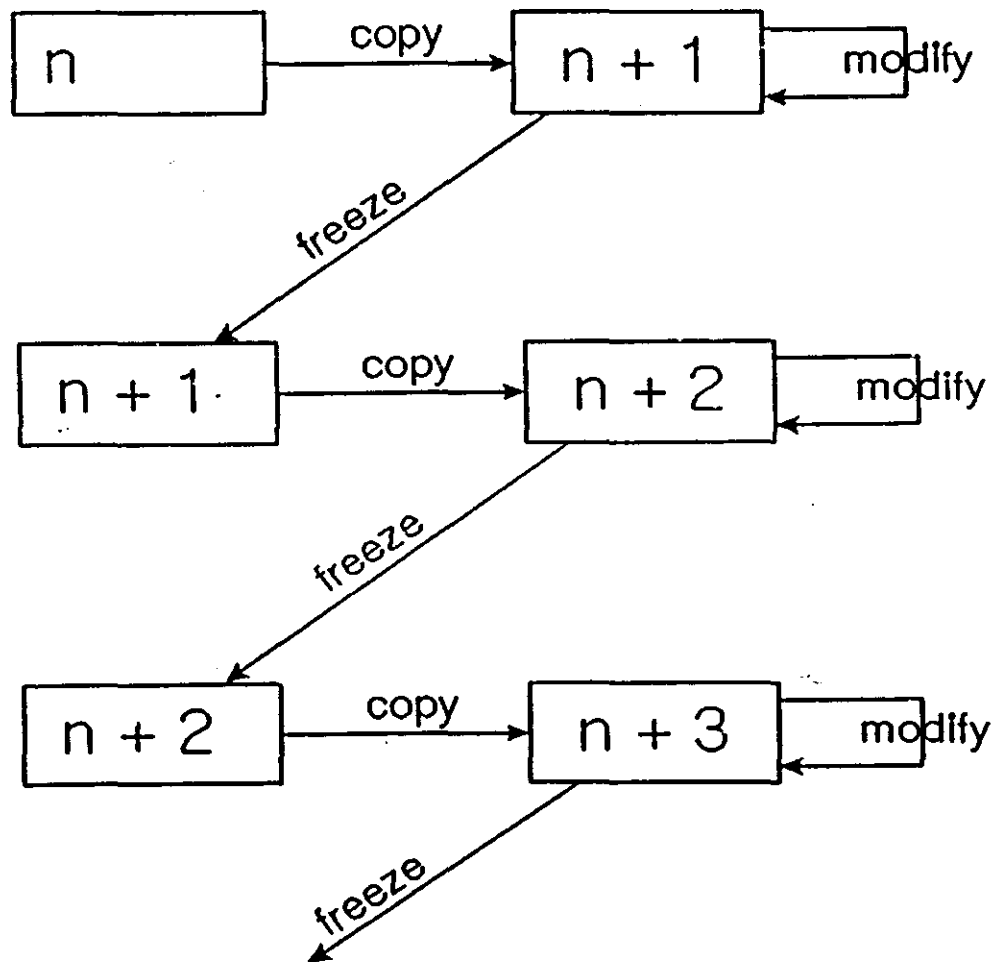 n
copy
n + 1
modify
freeze
n + 1
copy
n + 2
modify
freeze
n + 2
copy
n + 3
modify
freeze